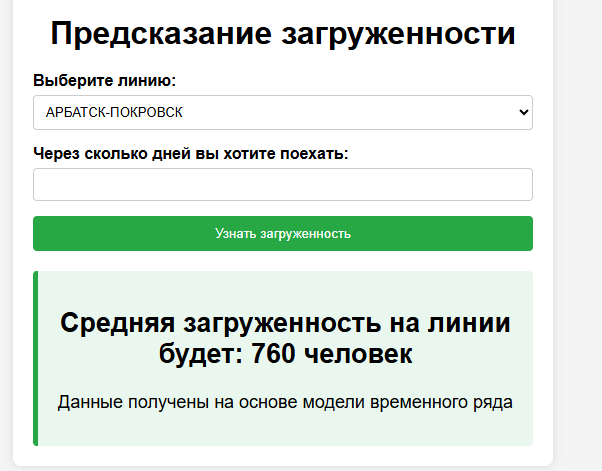 Предсказание загруженности
Выберите линию:
АРБАТСК-ПОКРОВСК
Через сколько дней вы хотите поехать:
Узнать загруженность
Средняя загруженность на линии
будет: 760 человек
Данные получены на основе модели временного ряда